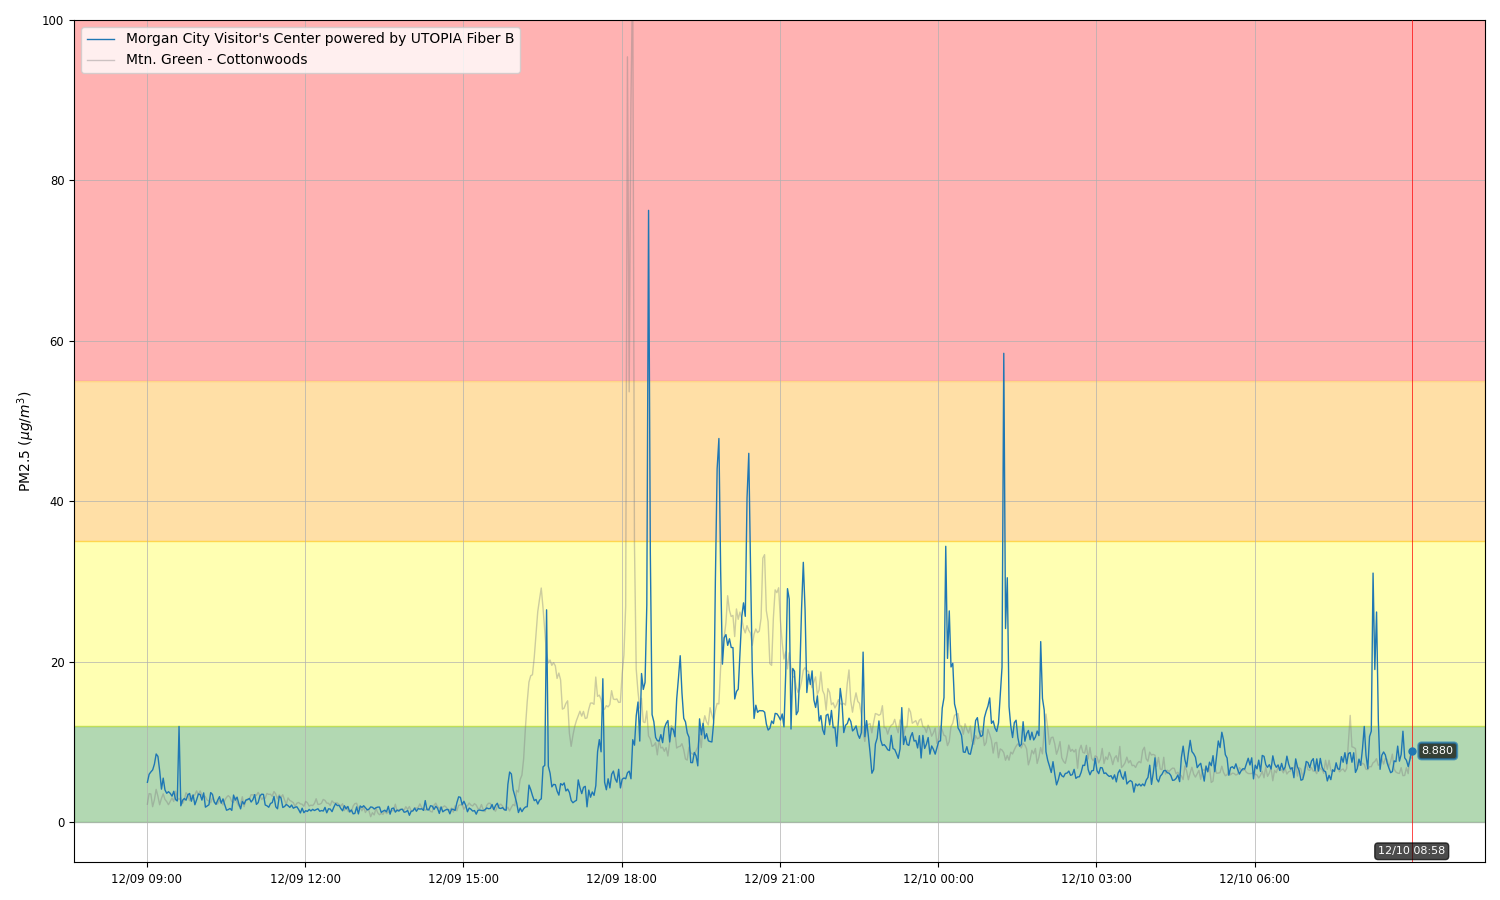 100
Morgan City Visitor's Center powered by UTOPIA Fiber B
Mtn. Green - Cottonwoods
80
60
PM2.5 (μg/m³)
40
20
8.880
0
12/10 08:58
12/09 09:00 12/09 12:00 12/09 15:00 12/09 18:00 12/09 21:00 12/10 00:00 12/10 03:00 12/10 06:00